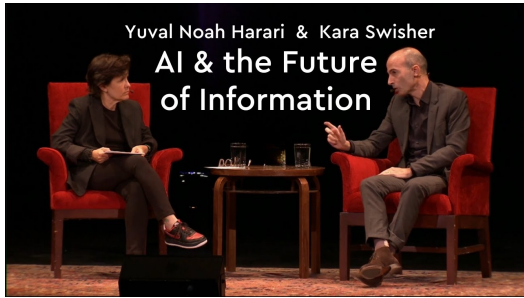 Yuval Noah Harari & Kara Swisher
AI & the Future
of Information